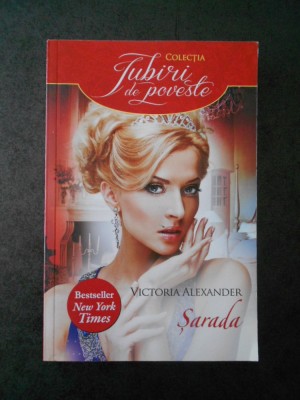 COLECȚIA
Iubiri
de poveste
VICTORIA ALEXANDER
Șarada
Bestseller
New York
Times